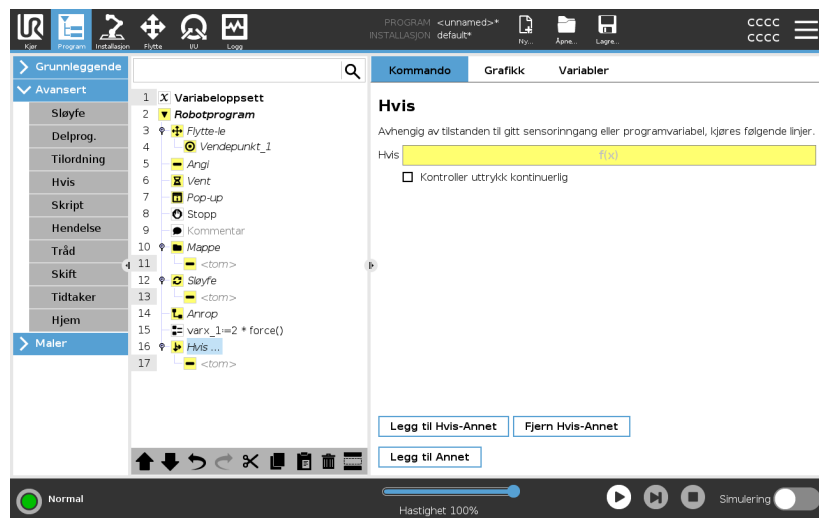 PROGRAM <unnamed>*
INSTALLASJON default*
CCCC
CCCC
Kjør Program Installasjon Flytte I/U Logg Ny... Åpne... Lagre...
Grunnleggende
Avansert
Sløyfe
Delprog.
Tilordning
Hvis
Skript
Hendelse
Tråd
Skift
Tidtaker
Hjem
Maler
1 X Variabeloppsett
2 Robotprogram
3 Flytte-le
4 Vendepunkt_1
5 Angi
6 Vent
7 Pop-up
8 Stopp
9 Kommentar
10 Mappe
11 <tom>
12 Sløyfe
13 <tom>
14 Anrop
15 varx_1≔2 * force()
16 Hvis ...
17 <tom>
Kommando Grafikk Variabler
Hvis
Avhengig av tilstanden til gitt sensorinngang eller programvariabel, kjøres følgende linjer.
Hvis f(x)
Kontroller uttrykk kontinuerlig
Legg til Hvis-Annet Fjern Hvis-Annet
Legg til Annet
Normal
Hastighet 100%
Simulering